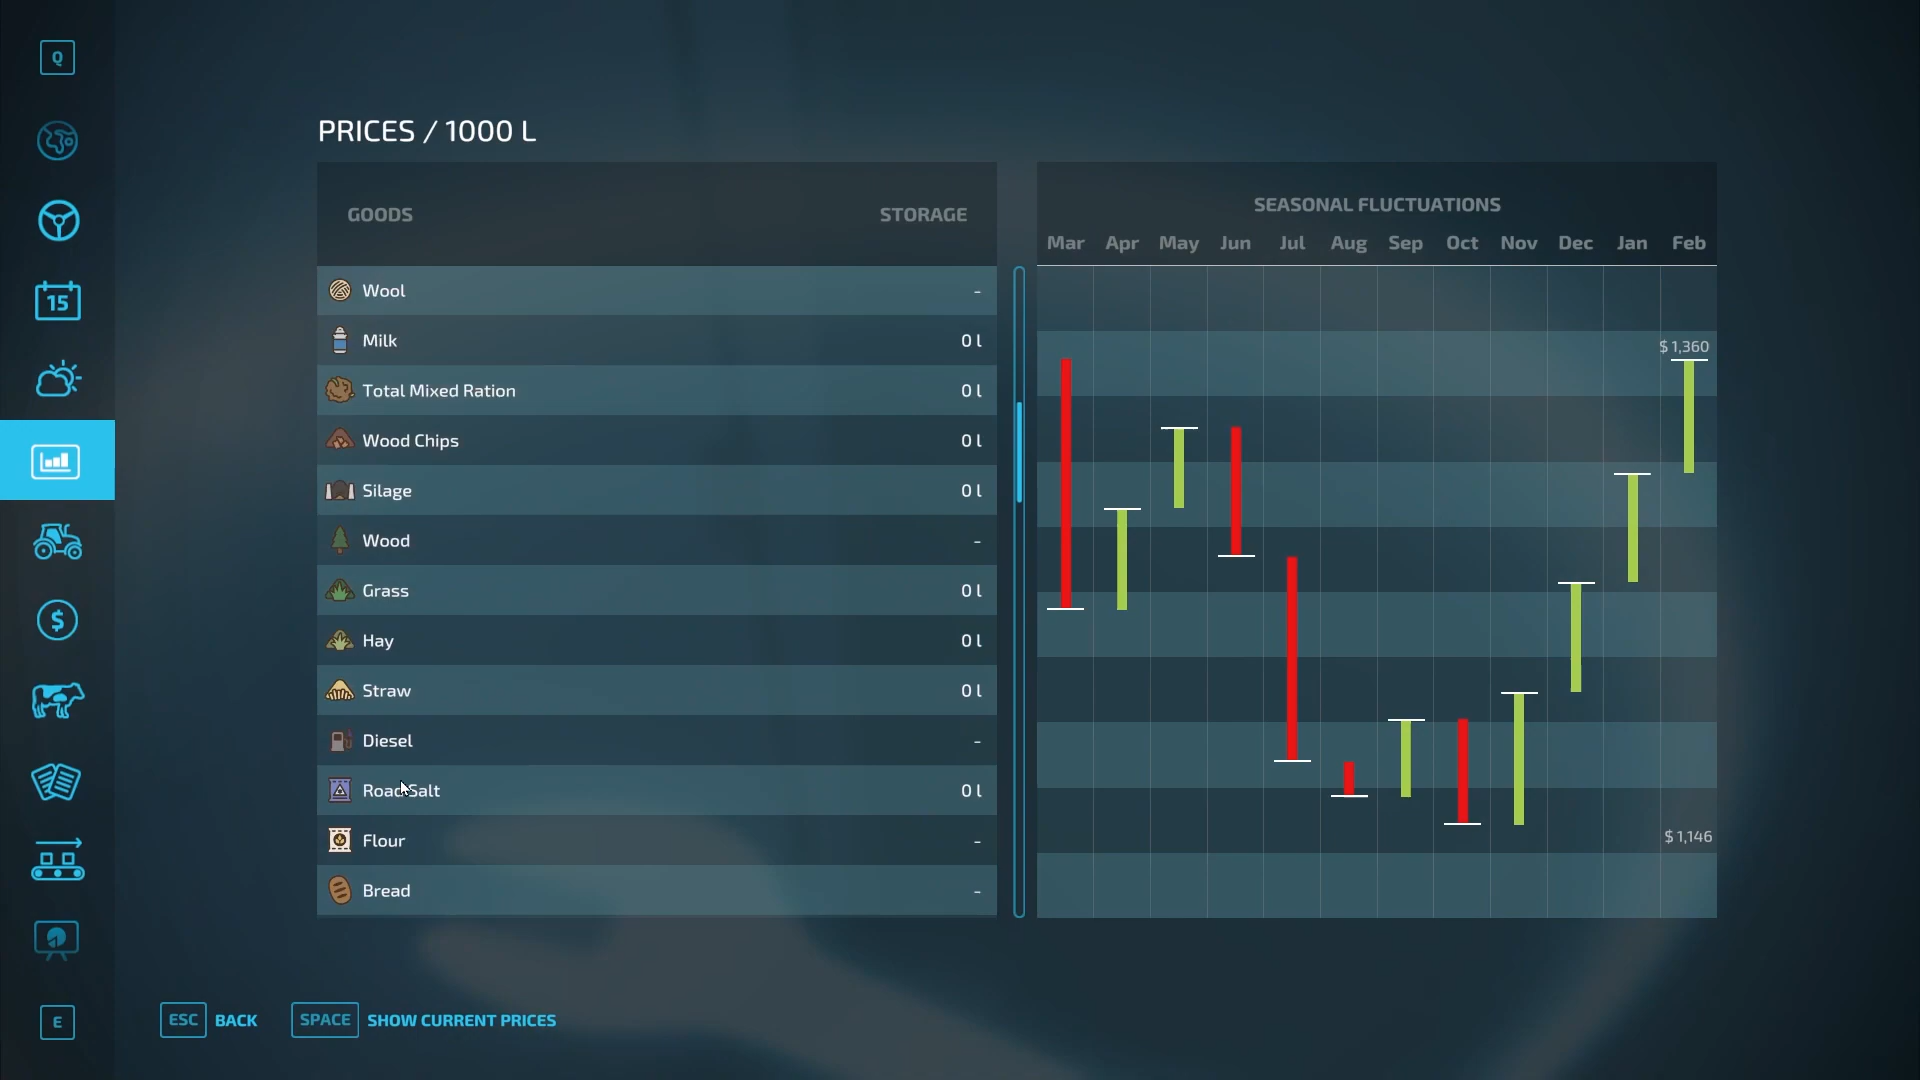 Q
PRICES / 1000 L
GOODS STORAGE
SEASONAL FLUCTUATIONS
Mar Apr May Jun Jul Aug Sep Oct Nov Dec Jan Feb
15
Wool -
Milk 0 l
Total Mixed Ration 0 l
Wood Chips 0 l
Silage 0 l
Wood -
Grass 0 l
Hay 0 l
Straw 0 l
Diesel -
Road Salt 0 l
Flour -
Bread -
$ 1,360
$ 1,146
$
E
ESC BACK SPACE SHOW CURRENT PRICES